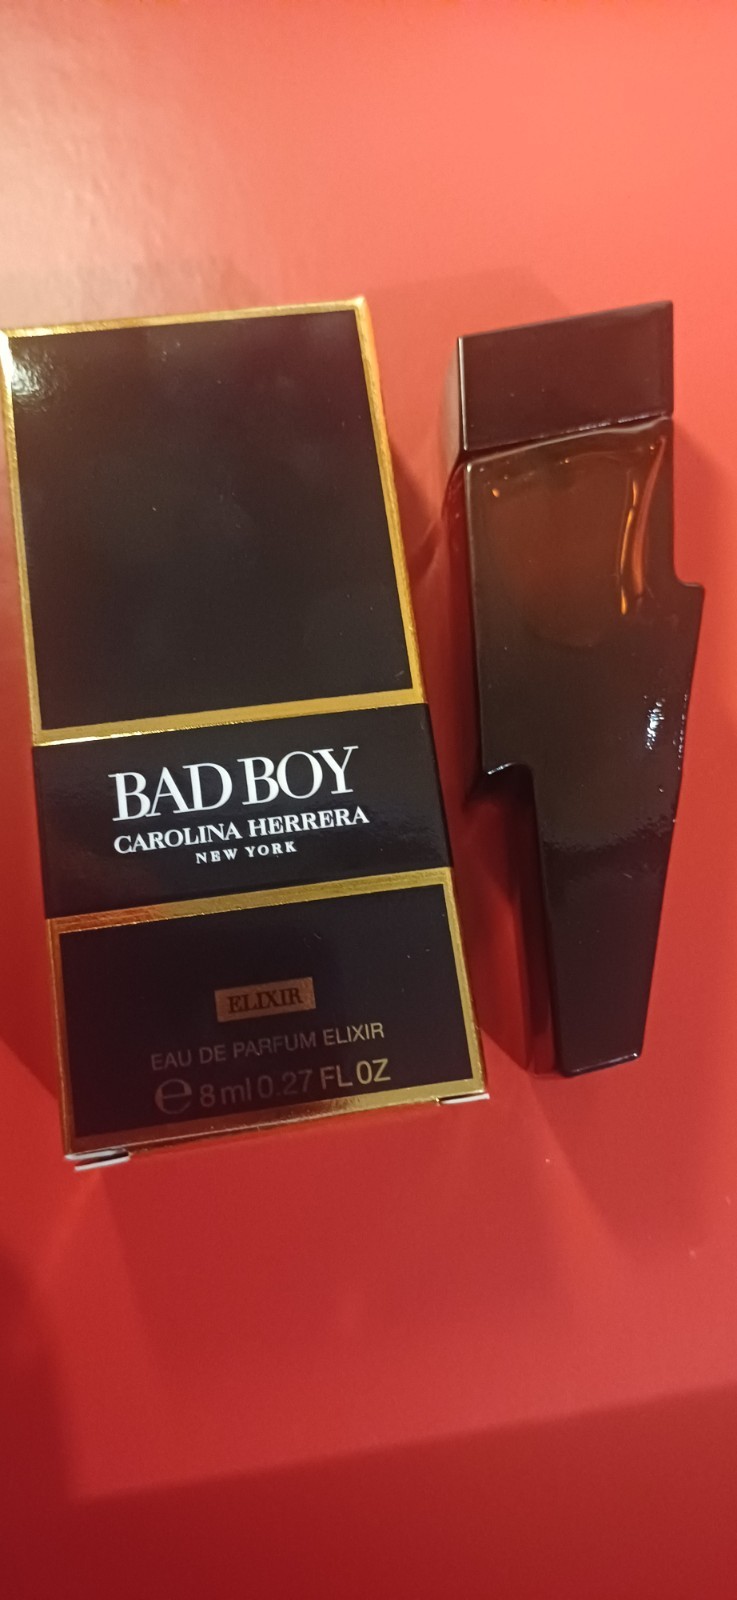 BAD BOY
CAROLINA HERRERA
NEW YORK
ELIXIR
EAU DE PARFUM ELIXIR
℮ 8 ml 0.27 FL OZ